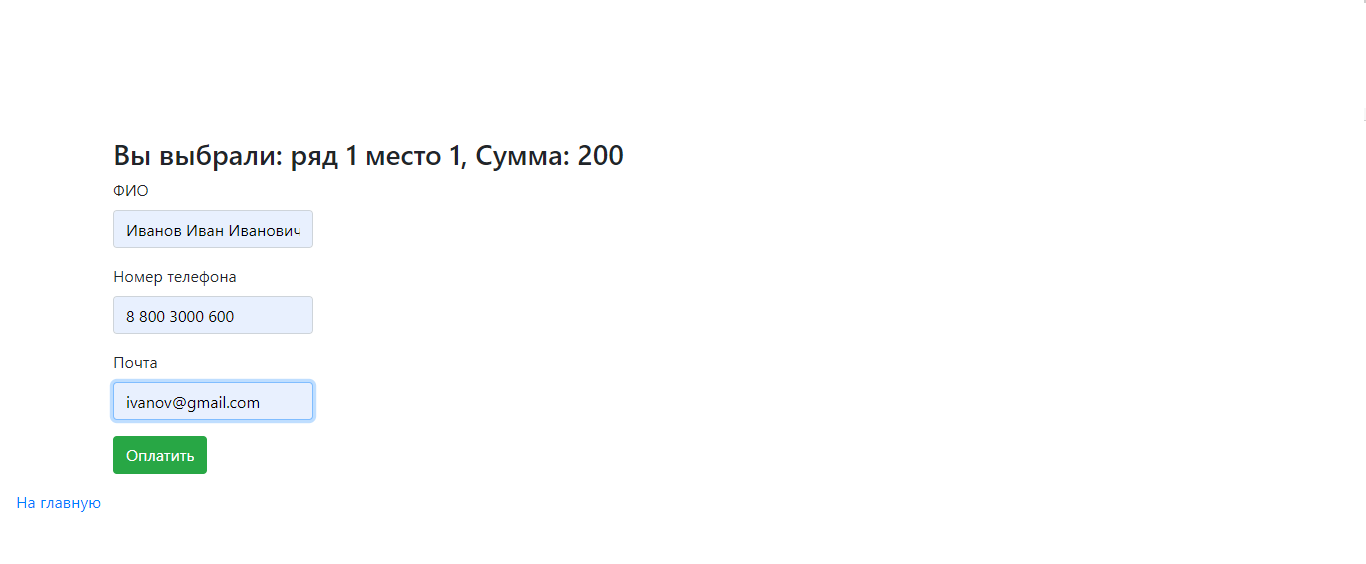 Вы выбрали: ряд 1 место 1, Сумма: 200
ФИО
Иванов Иван Иванович
Номер телефона
8 800 3000 600
Почта
ivanov@gmail.com
Оплатить
На главную